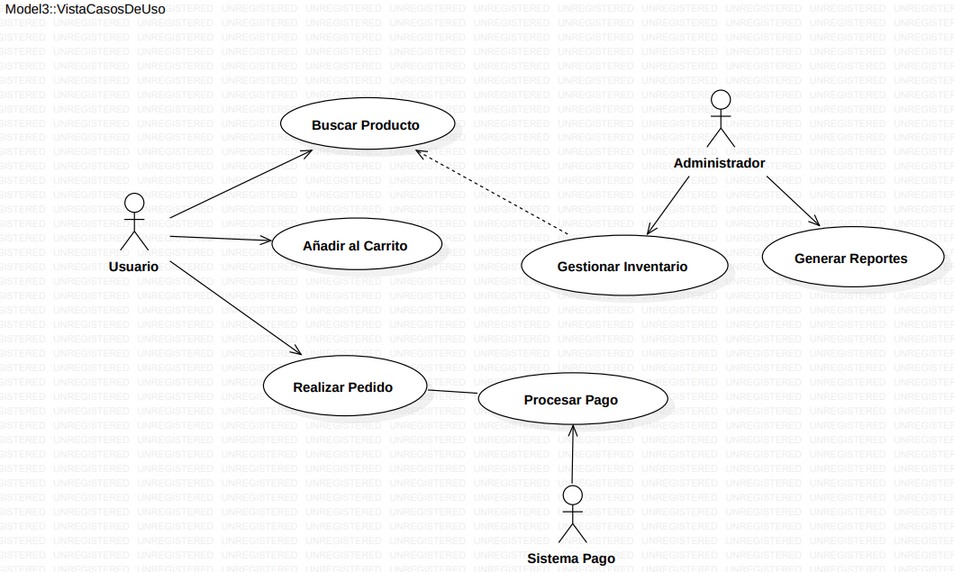 Model3::VistaCasosDeUso
Buscar Producto
Administrador
Añadir al Carrito
Usuario
Gestionar Inventario
Generar Reportes
Realizar Pedido
Procesar Pago
Sistema Pago
UNREGISTERED